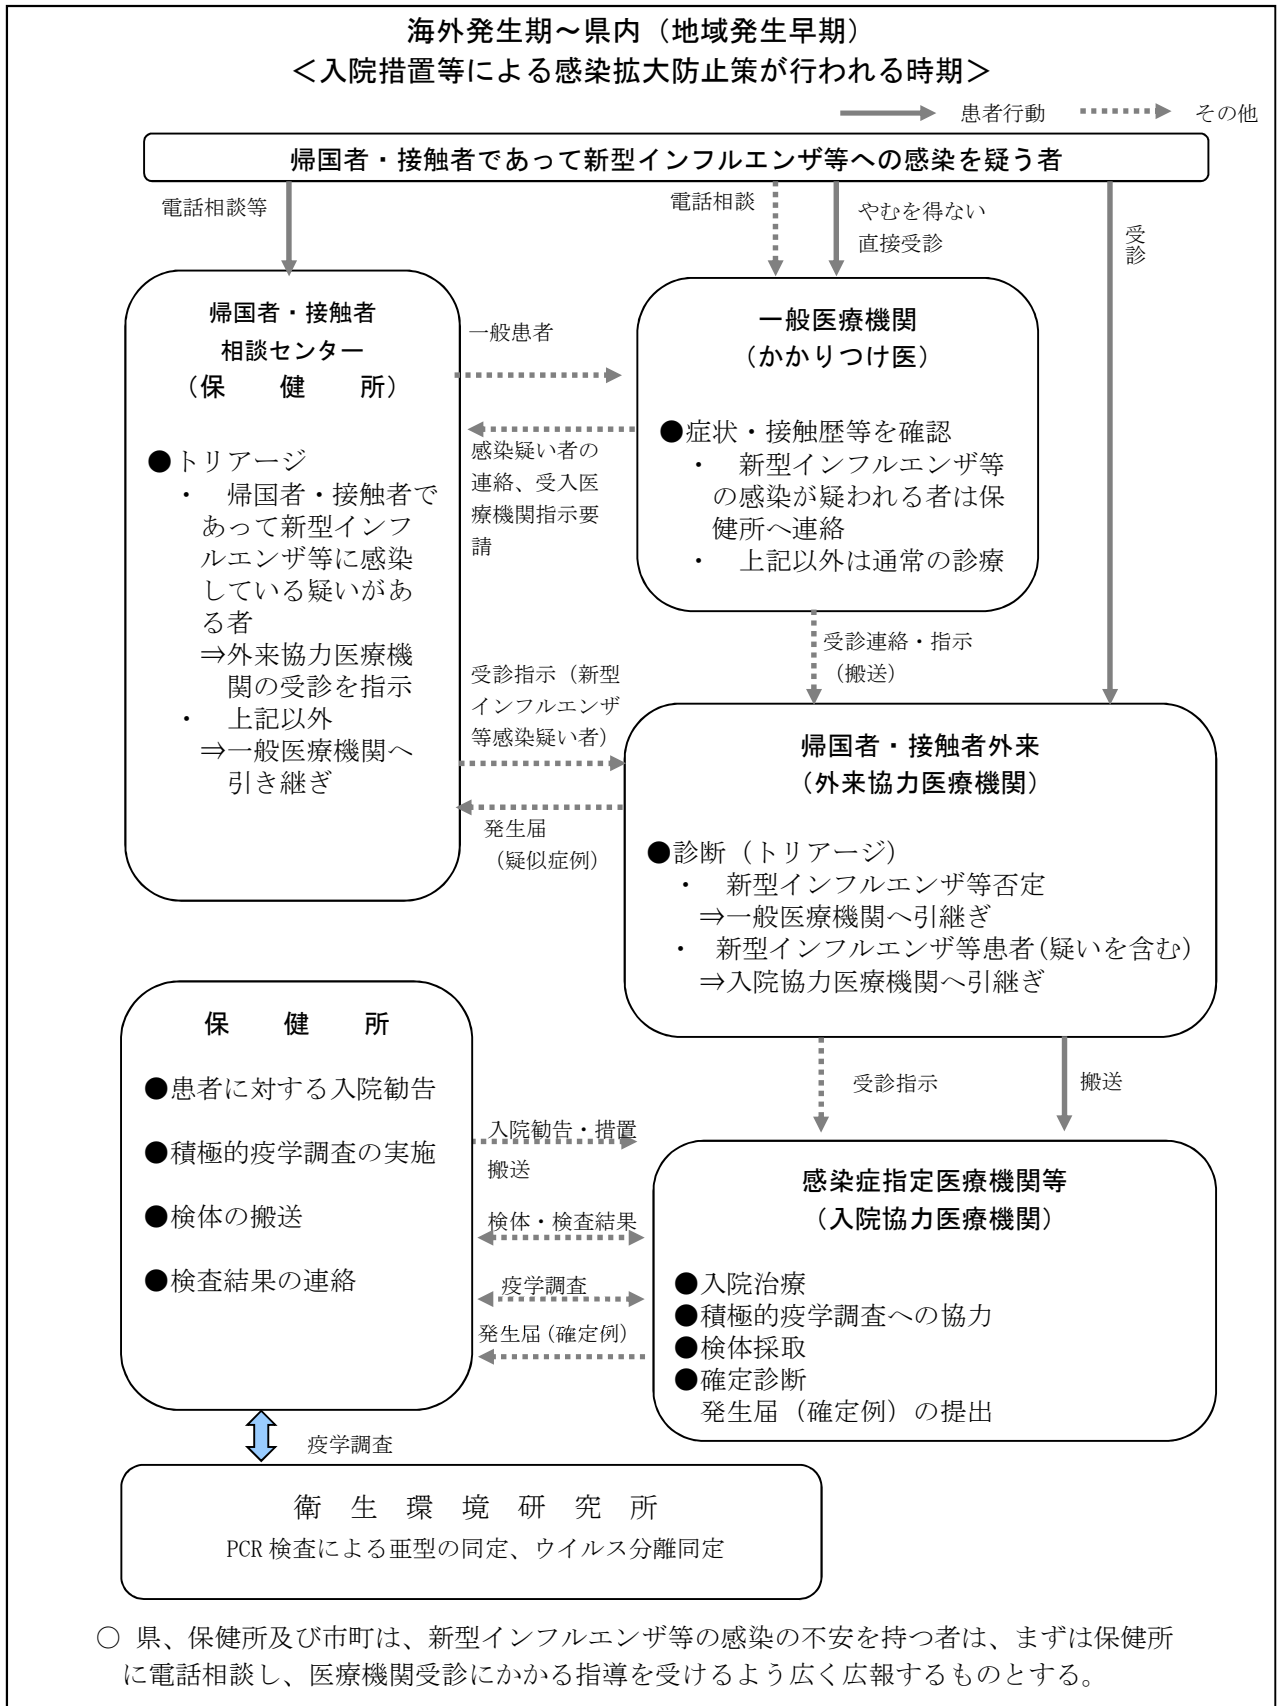 海外発生期～県内（地域発生早期）
＜入院措置等による感染拡大防止策が行われる時期＞
患者行動
その他
帰国者・接触者であって新型インフルエンザ等への感染を疑う者
電話相談等
電話相談
やむを得ない
直接受診
受診
帰国者・接触者
相談センター
（保　　健　　所）
●トリアージ
・　帰国者・接触者で
あって新型インフ
ルエンザ等に感染
している疑いがあ
る者
⇒外来協力医療機
関の受診を指示
・　上記以外
⇒一般医療機関へ
引き継ぎ
一般患者
感染疑い者の
連絡、受入医
療機関指示要
請
一般医療機関
（かかりつけ医）
●症状・接触歴等を確認
・　新型インフルエンザ等
の感染が疑われる者は保
健所へ連絡
・　上記以外は通常の診療
受診連絡・指示
（搬送）
受診指示（新型
インフルエンザ
等感染疑い者）
発生届
（疑似症例）
帰国者・接触者外来
（外来協力医療機関）
●診断（トリアージ）
・　新型インフルエンザ等否定
⇒一般医療機関へ引継ぎ
・　新型インフルエンザ等患者(疑いを含む)
⇒入院協力医療機関へ引継ぎ
受診指示
搬送
保　　健　　所
●患者に対する入院勧告
●積極的疫学調査の実施
●検体の搬送
●検査結果の連絡
入院勧告・措置
搬送
検体・検査結果
疫学調査
発生届(確定例)
感染症指定医療機関等
（入院協力医療機関）
●入院治療
●積極的疫学調査への協力
●検体採取
●確定診断
発生届（確定例）の提出
疫学調査
衛　生　環　境　研　究　所
PCR 検査による亜型の同定、ウイルス分離同定
○ 県、保健所及び市町は、新型インフルエンザ等の感染の不安を持つ者は、まずは保健所
に電話相談し、医療機関受診にかかる指導を受けるよう広く広報するものとする。